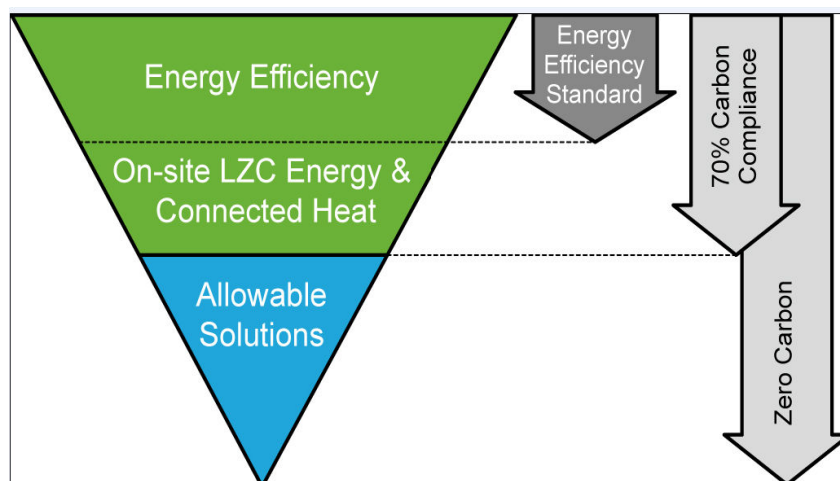 Energy Efficiency
On-site LZC Energy &
Connected Heat
Allowable
Solutions
Energy
Efficiency
Standard
70% Carbon
Compliance
Zero Carbon